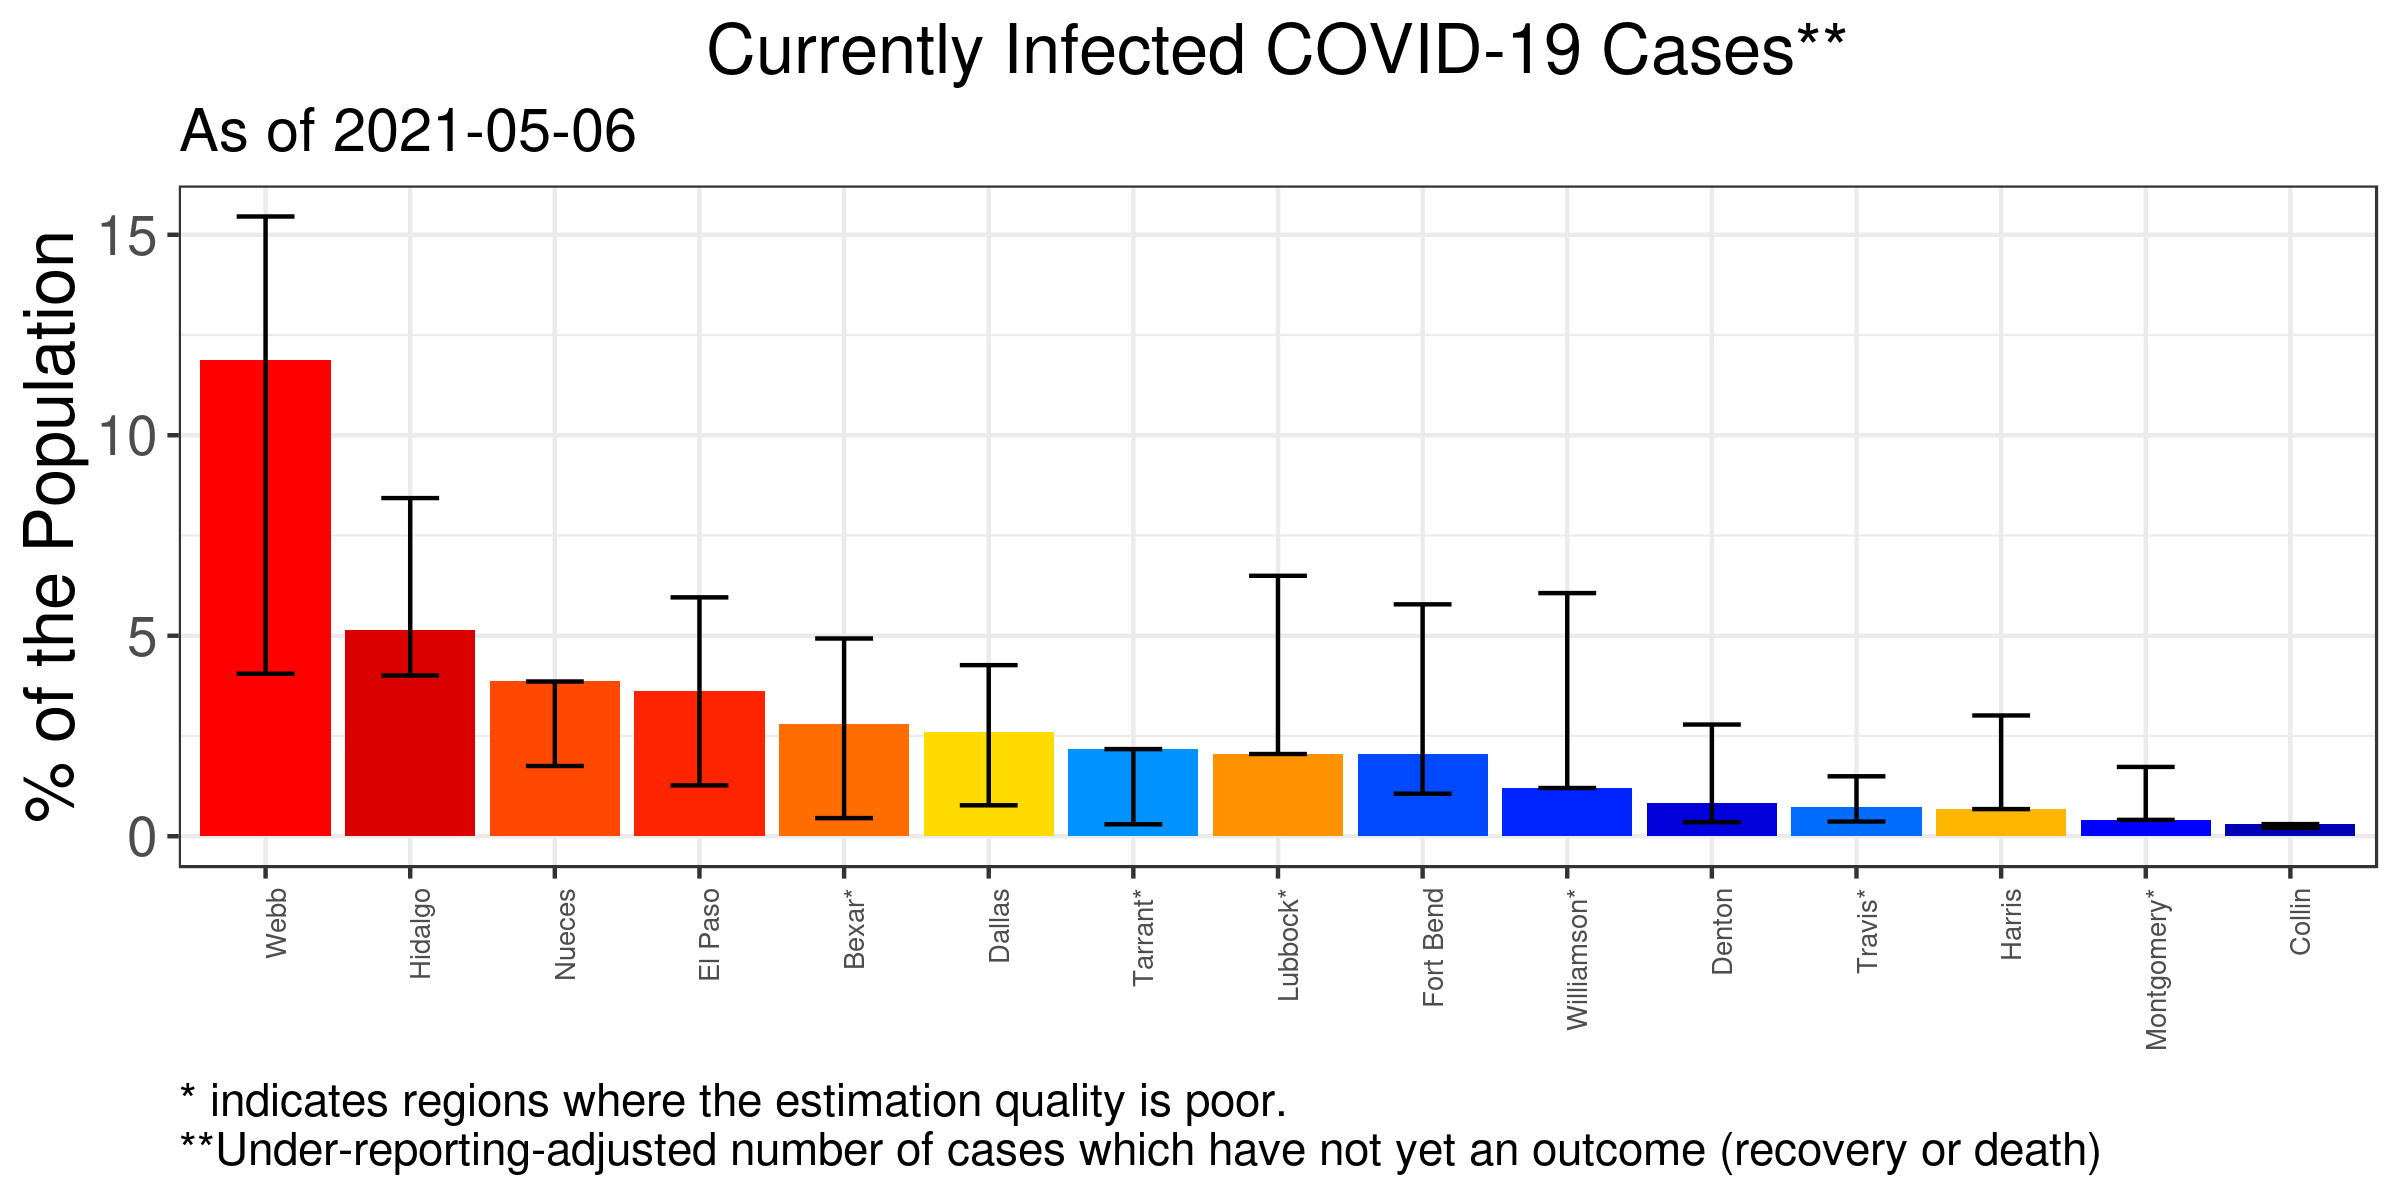 Currently Infected COVID-19 Cases**
As of 2021-05-06
% of the Population
15
10
5
0
Webb
Hidalgo
Nueces
El Paso
Bexar*
Dallas
Tarrant*
Lubbock*
Fort Bend
Williamson*
Denton
Travis*
Harris
Montgomery*
Collin
* indicates regions where the estimation quality is poor.
**Under-reporting-adjusted number of cases which have not yet an outcome (recovery or death)